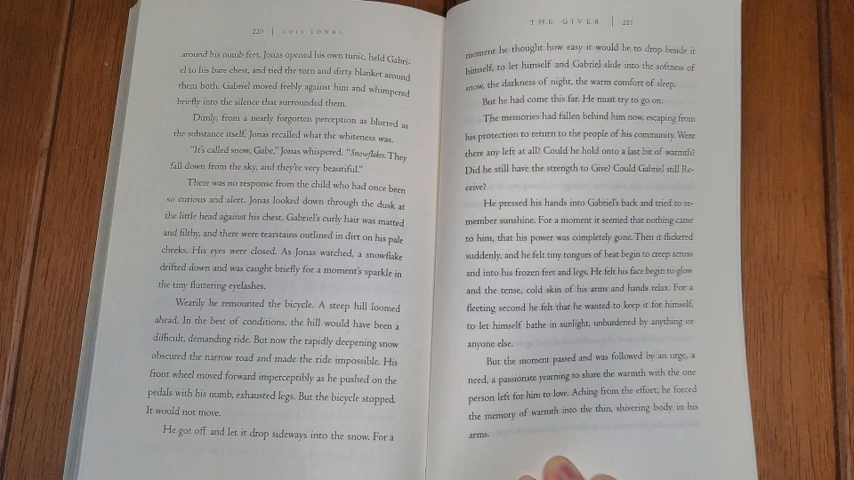 220 | LOIS LOWRY
around his numb feet, Jonas opened his own tunic, held Gabri-
el to his bare chest, and tied the torn and dirty blanket around
them both. Gabriel moved feebly against him and whimpered
briefly into the silence that surrounded them.
Dimly, from a nearly forgotten perception as blurred as
the substance itself, Jonas recalled what the whiteness was.
"It's called snow, Gabe," Jonas whispered. "Snowflakes. They
fall down from the sky, and they're very beautiful."
There was no response from the child who had once been
so curious and alert. Jonas looked down through the dusk at
the little head against his chest. Gabriel's curly hair was matted
and filthy, and there were tearstains outlined in dirt on his pale
cheeks. His eyes were closed. As Jonas watched, a snowflake
drifted down and was caught briefly for a moment's sparkle in
the tiny fluttering eyelashes.
Wearily he remounted the bicycle. A steep hill loomed
ahead. In the best of conditions, the hill would have been a
difficult, demanding ride. But now the rapidly deepening snow
obscured the narrow road and made the ride impossible. His
front wheel moved forward imperceptibly as he pushed on the
pedals with his numb, exhausted legs. But the bicycle stopped.
It would not move.
He got off and let it drop sideways into the snow. For a
THE GIVER | 221
moment he thought how easy it would be to drop beside it
himself, to let himself and Gabriel slide into the softness of
snow, the darkness of night, the warm comfort of sleep.
But he had come this far. He must try to go on.
The memories had fallen behind him now, escaping from
his protection to return to the people of his community. Were
there any left at all? Could he hold onto a last bit of warmth?
Did he still have the strength to Give? Could Gabriel still Re-
ceive?
He pressed his hands into Gabriel's back and tried to re-
member sunshine. For a moment it seemed that nothing came
to him, that his power was completely gone. Then it flickered
suddenly, and he felt tiny tongues of heat begin to creep across
and into his frozen feet and legs. He felt his face begin to glow
and the tense, cold skin of his arms and hands relax. For a
fleeting second he felt that he wanted to keep it for himself,
to let himself bathe in sunlight, unburdened by anything or
anyone else.
But the moment passed and was followed by an urge, a
need, a passionate yearning to share the warmth with the one
person left for him to love. Aching from the effort, he forced
the memory of warmth into the thin, shivering body in his
arms.